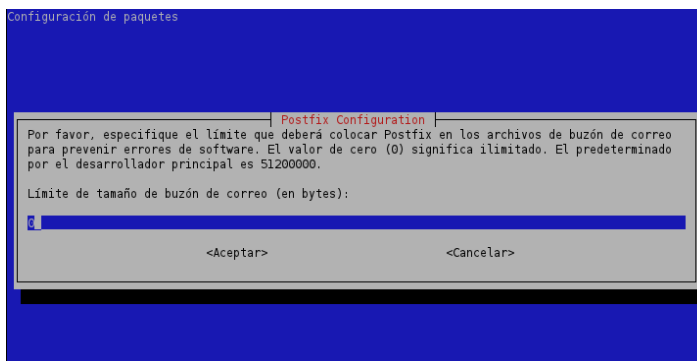 Configuración de paquetes
Postfix Configuration
Por favor, especifique el límite que deberá colocar Postfix en los archivos de buzón de correo
para prevenir errores de software. El valor de cero (0) significa ilimitado. El predeterminado
por el desarrollador principal es 51200000.
Límite de tamaño de buzón de correo (en bytes):
0
<Aceptar> <Cancelar>